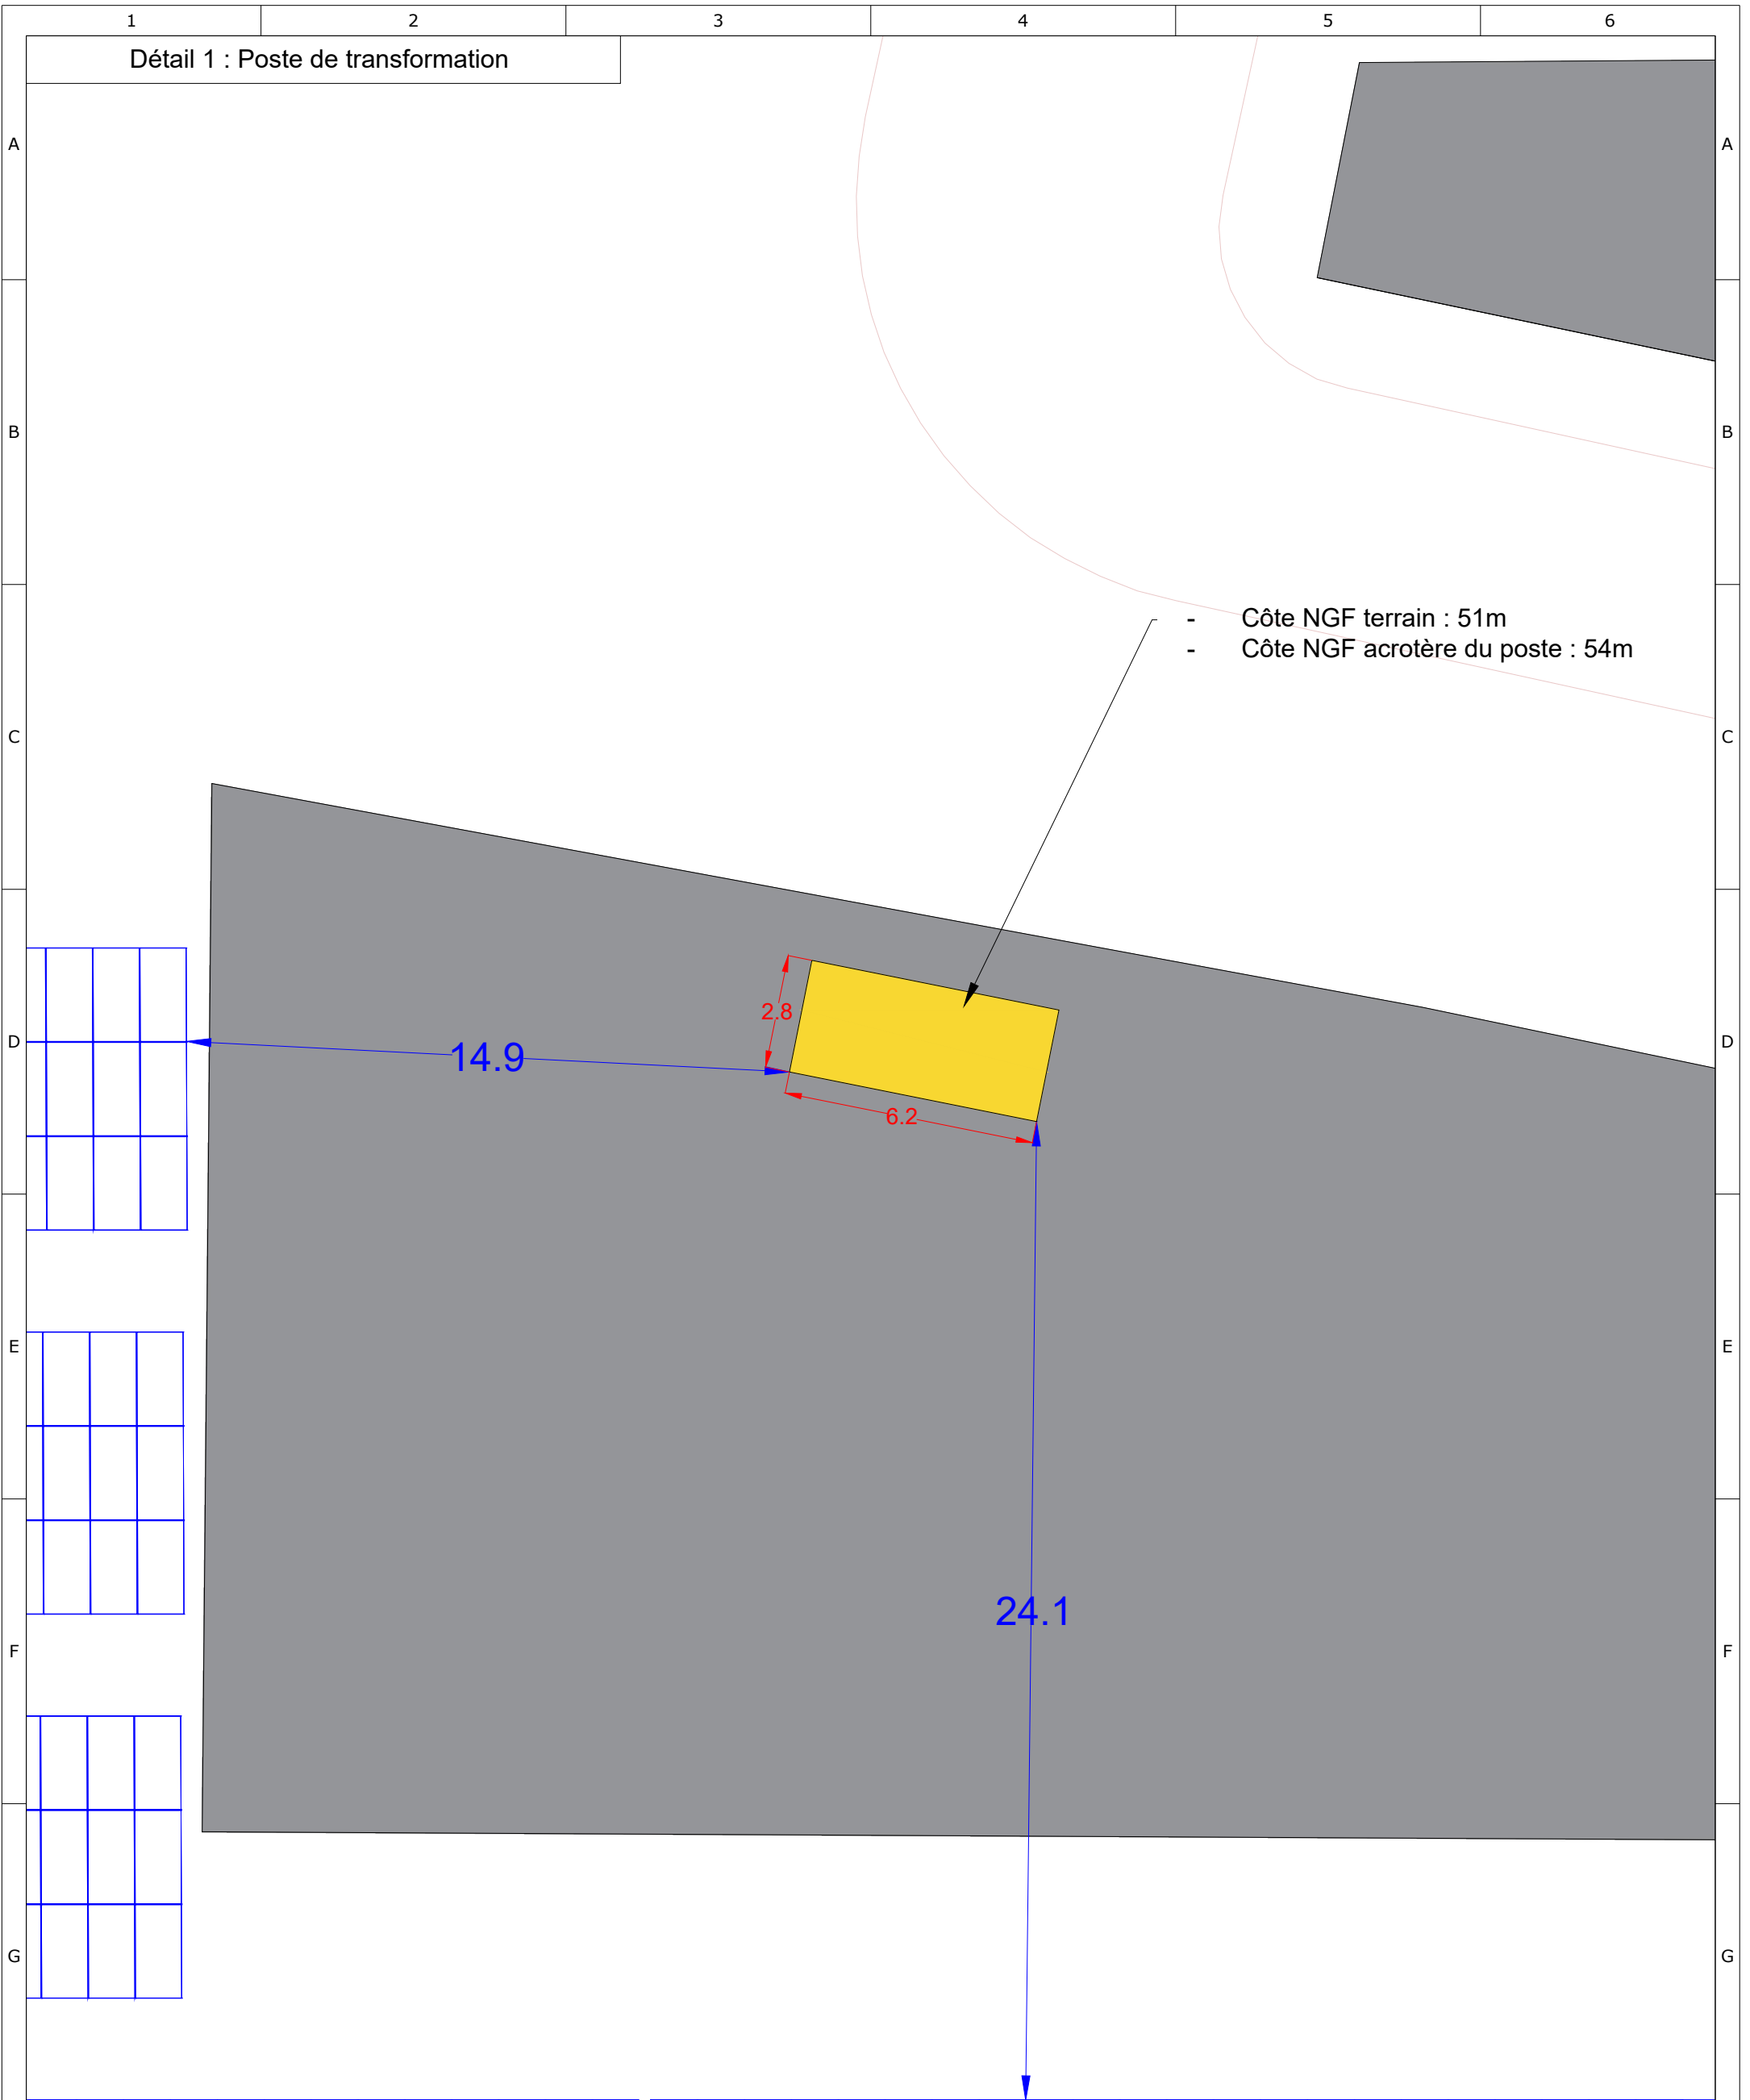 1 2 3 4 5 6
Détail 1 : Poste de transformation
A A
B B
- Côte NGF terrain : 51m
- Côte NGF acrotère du poste : 54m
C C
2.8
D D
14.9
6.2
E E
24.1
F F
G G